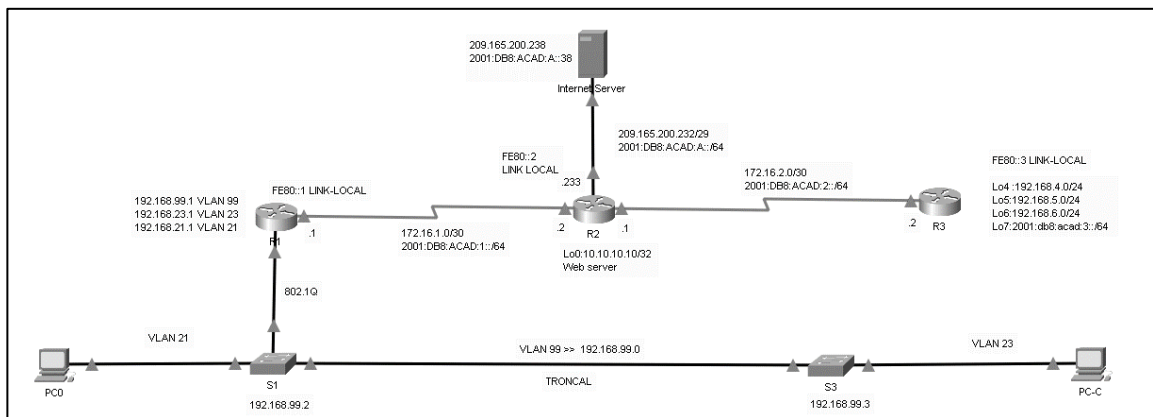 209.165.200.238
2001:DB8:ACAD:A::38
Internet Server
209.165.200.232/29
2001:DB8:ACAD:A::/64
FE80::2
LINK LOCAL
.233
172.16.2.0/30
2001:DB8:ACAD:2::/64
FE80::3 LINK-LOCAL
Lo4 :192.168.4.0/24
Lo5:192.168.5.0/24
Lo6:192.168.6.0/24
Lo7:2001:db8:acad:3::/64
FE80::1 LINK-LOCAL
192.168.99.1 VLAN 99
192.168.23.1 VLAN 23
192.168.21.1 VLAN 21
R1
.1
172.16.1.0/30
2001:DB8:ACAD:1::/64
.2
R2
.1
.2
R3
Lo0:10.10.10.10/32
Web server
802.1Q
VLAN 21
VLAN 99 >> 192.168.99.0
VLAN 23
PC0
S1
TRONCAL
S3
PC-C
192.168.99.2
192.168.99.3